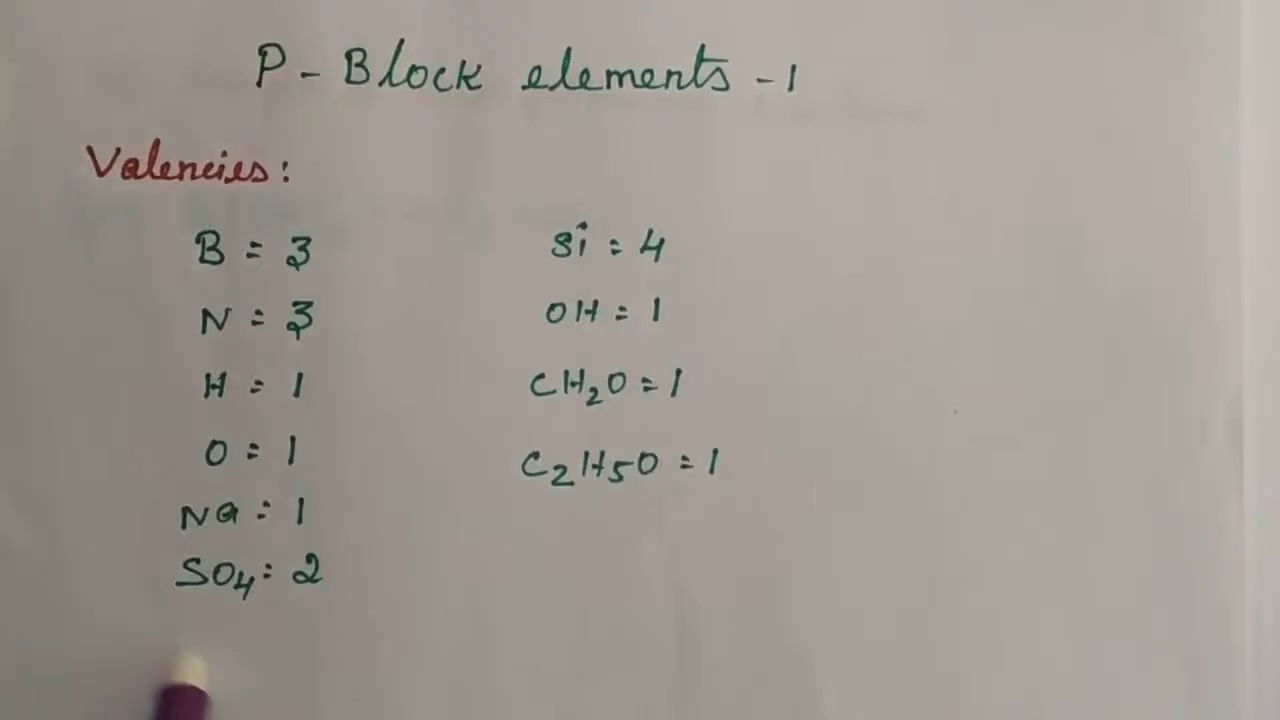 P - Block elements - 1
Valencies:
B = 3
N = 3
H = 1
O = 1
Na = 1
SO₄ = 2
Si = 4
OH = 1
CH₂O = 1
C₂H₅O = 1